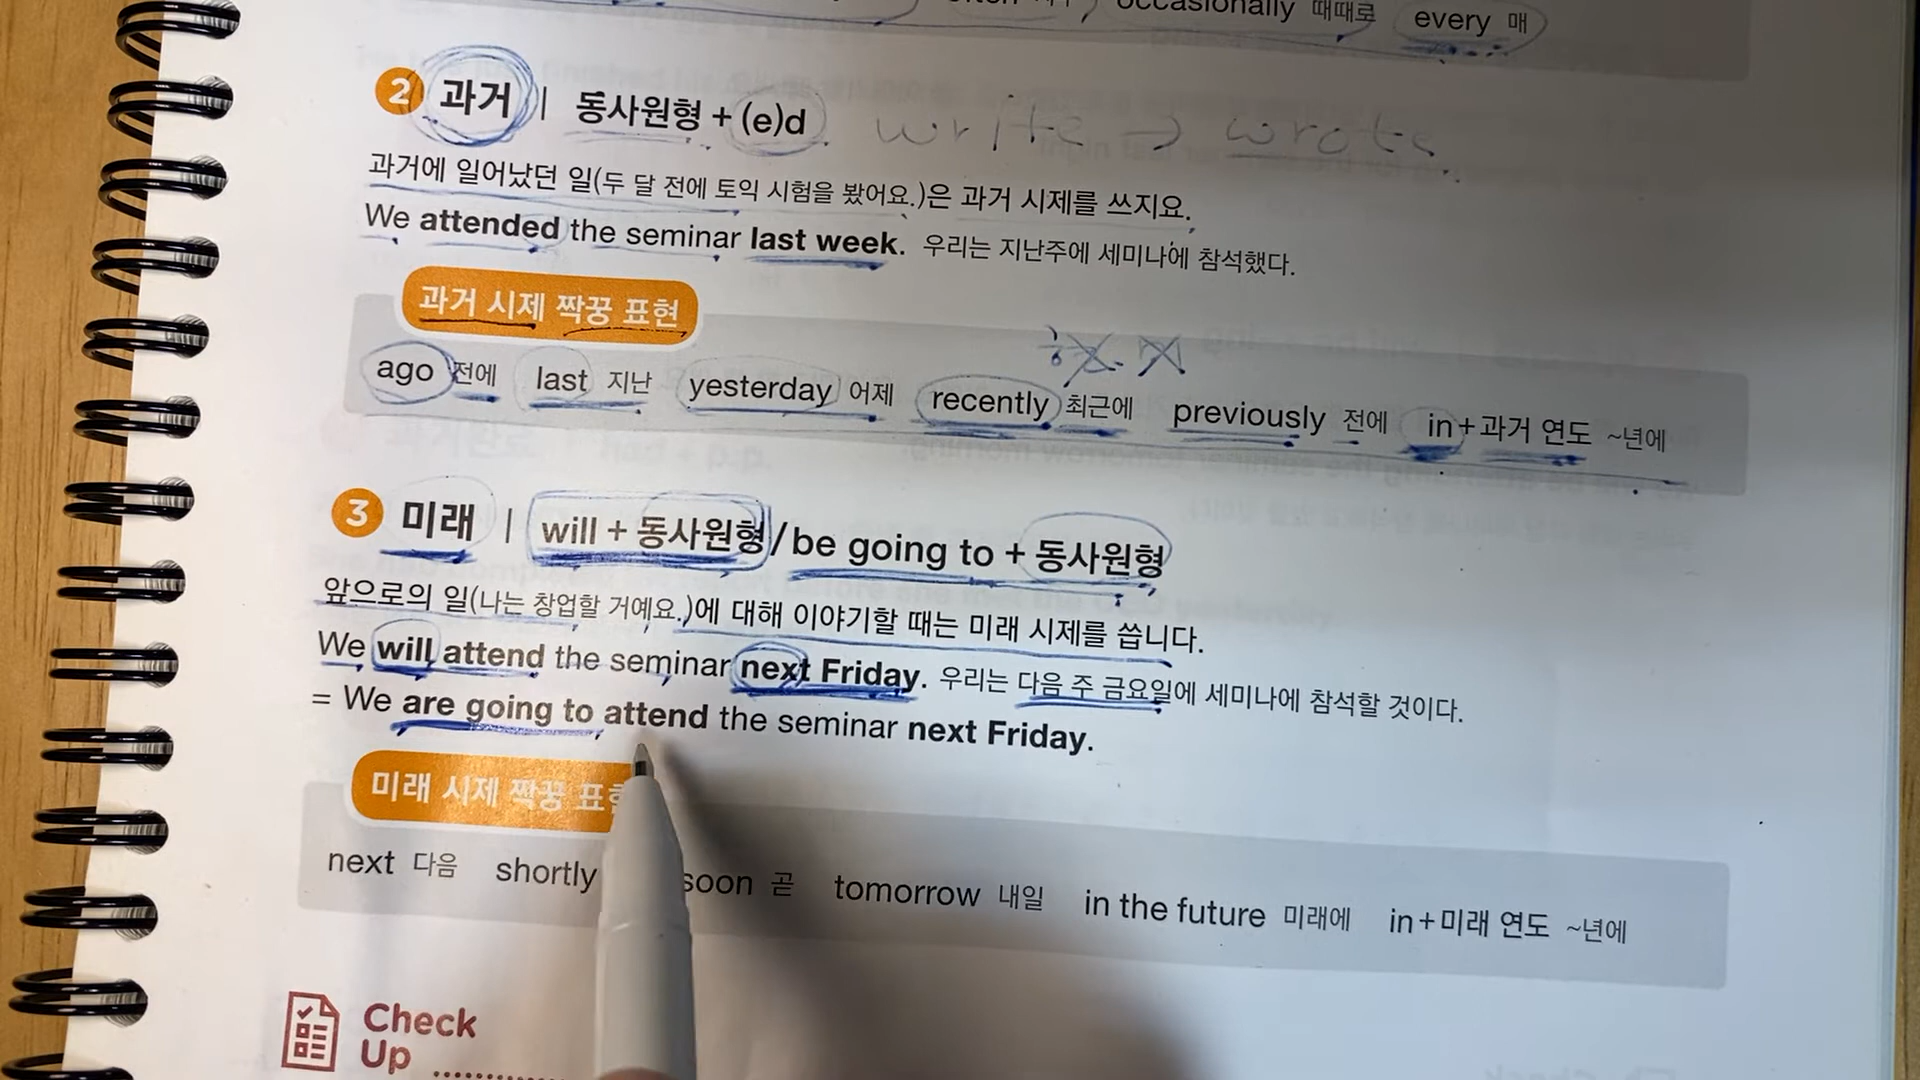 occasionally 때때로 every 매
2 과거 | 동사원형 + (e)d write → wrote
과거에 일어났던 일(두 달 전에 토익 시험을 봤어요.)은 과거 시제를 쓰지요.
We attended the seminar last week. 우리는 지난주에 세미나에 참석했다.
과거 시제 짝꿍 표현
ago 전에 last 지난 yesterday 어제 recently 최근에 previously 전에 in+과거 연도 ~년에
3 미래 | will + 동사원형/be going to + 동사원형
앞으로의 일(나는 창업할 거예요.)에 대해 이야기할 때는 미래 시제를 씁니다.
We will attend the seminar next Friday. 우리는 다음 주 금요일에 세미나에 참석할 것이다.
= We are going to attend the seminar next Friday.
미래 시제 짝꿍
next 다음 shortly soon 곧 tomorrow 내일 in the future 미래에 in+미래 연도 ~년에
Check
Up